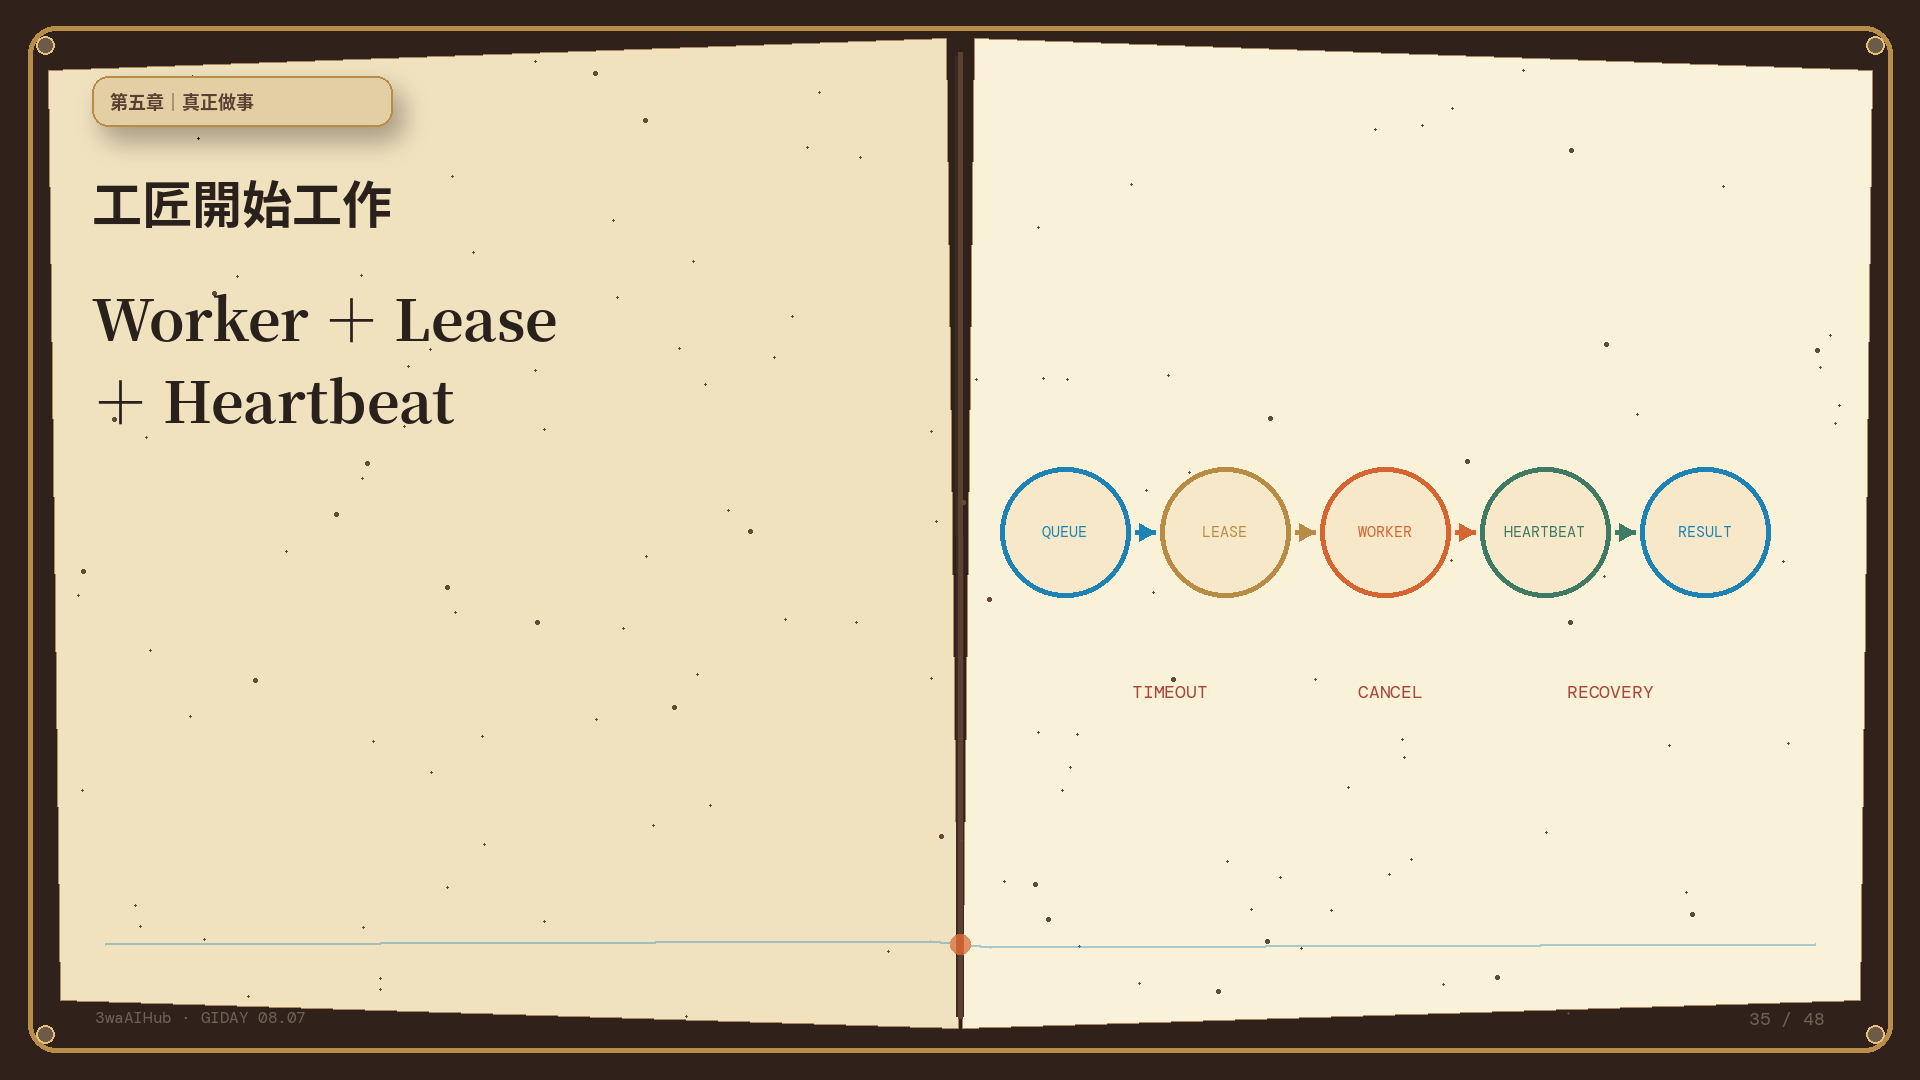 第五章｜真正做事
工匠開始工作
Worker ＋ Lease
＋ Heartbeat
QUEUE
LEASE
WORKER
HEARTBEAT
RESULT
TIMEOUT
CANCEL
RECOVERY
3waAIHub · GIDAY 08.07
35 / 48